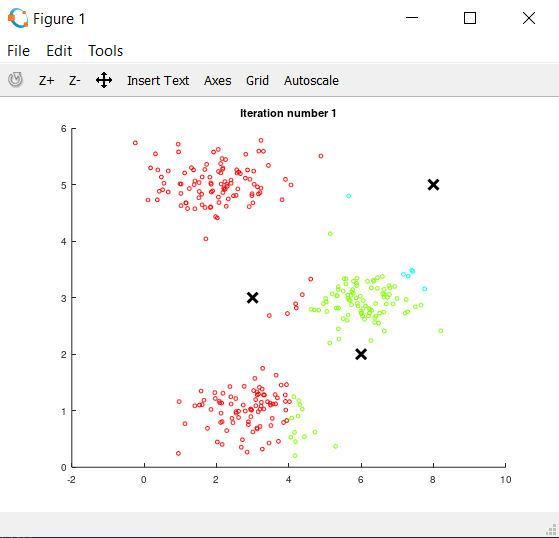 Figure 1
File Edit Tools
Z+ Z- Insert Text Axes Grid Autoscale
Iteration number 1
6
5
4
3
2
1
0
-2 0 2 4 6 8 10